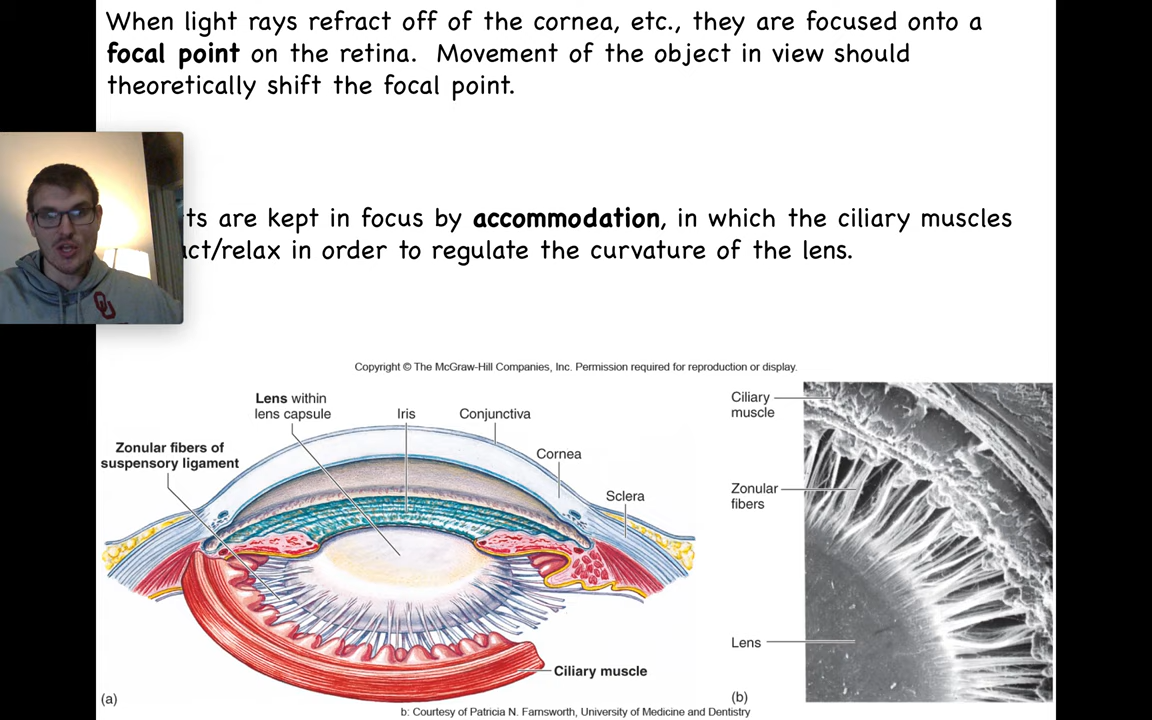 When light rays refract off of the cornea, etc., they are focused onto a
focal point on the retina.  Movement of the object in view should
theoretically shift the focal point.
ts are kept in focus by accommodation, in which the ciliary muscles
act/relax in order to regulate the curvature of the lens.
Copyright © The McGraw-Hill Companies, Inc. Permission required for reproduction or display.
Lens within
lens capsule
Iris
Conjunctiva
Zonular fibers of
suspensory ligament
Cornea
Sclera
Ciliary muscle
(a)
Ciliary
muscle
Zonular
fibers
Lens
(b)
b: Courtesy of Patricia N. Farnsworth, University of Medicine and Dentistry
OU